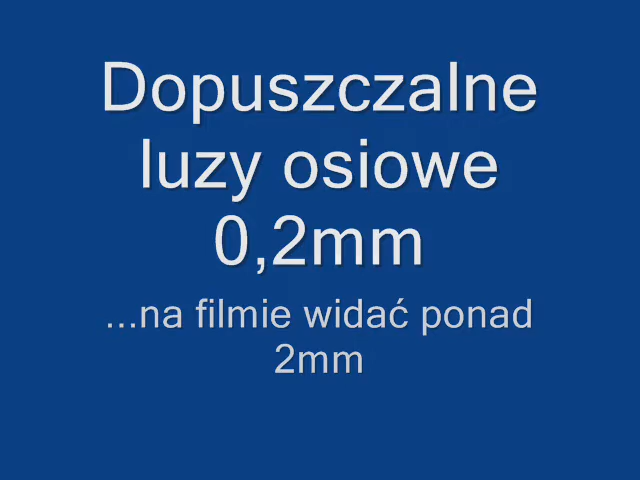 Dopuszczalne
luzy osiowe
0,2mm
...na filmie widać ponad
2mm